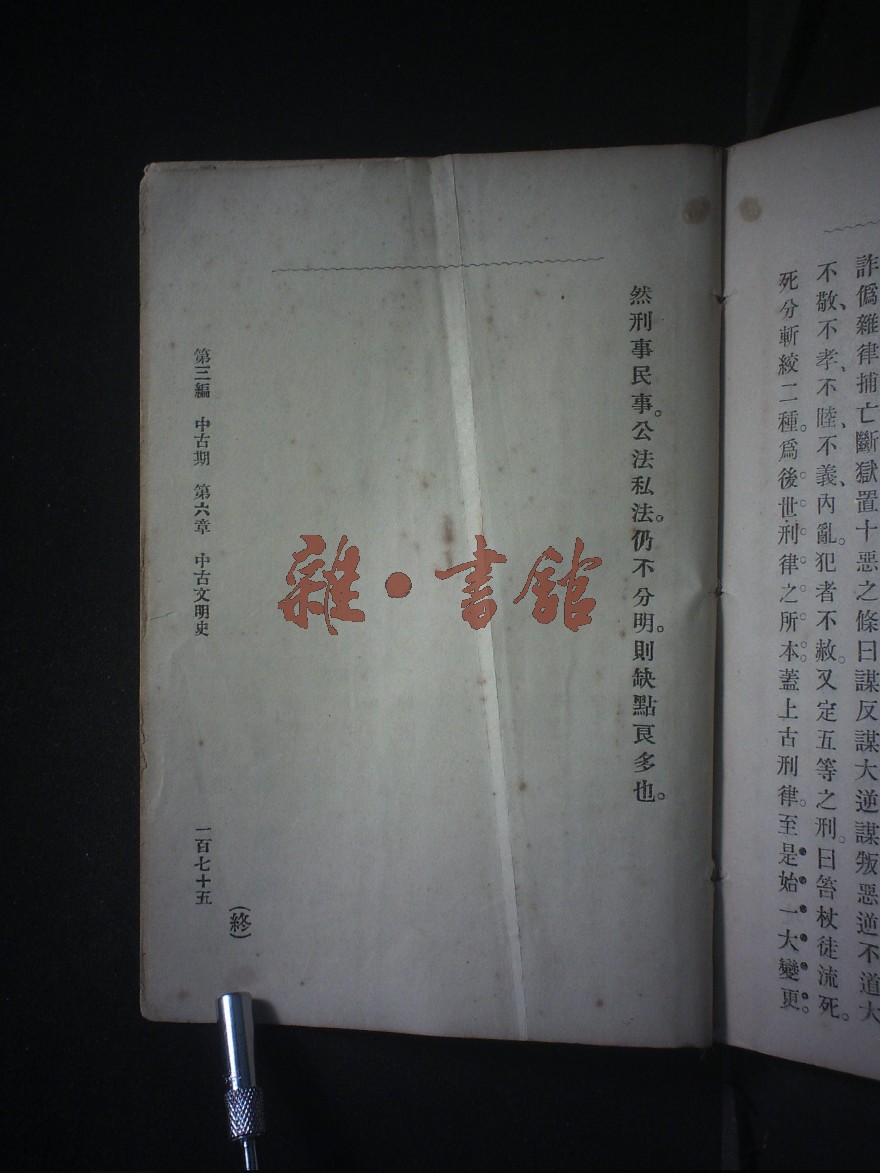 詐僞雜律捕亡斷獄置十惡之條曰謀反謀大逆謀叛惡逆不道大
不敬、不孝、不睦、不義、內亂。犯者不赦。又定五等之刑。曰笞杖徒流死。
死分斬絞二種。爲後世刑律之所本。蓋上古刑律。至是始一大變更。
然刑事民事。公法私法。仍不分明。則缺點良多也。
第三編 中古期 第六章 中古文明史 一百七十五
(終)
雜·書館